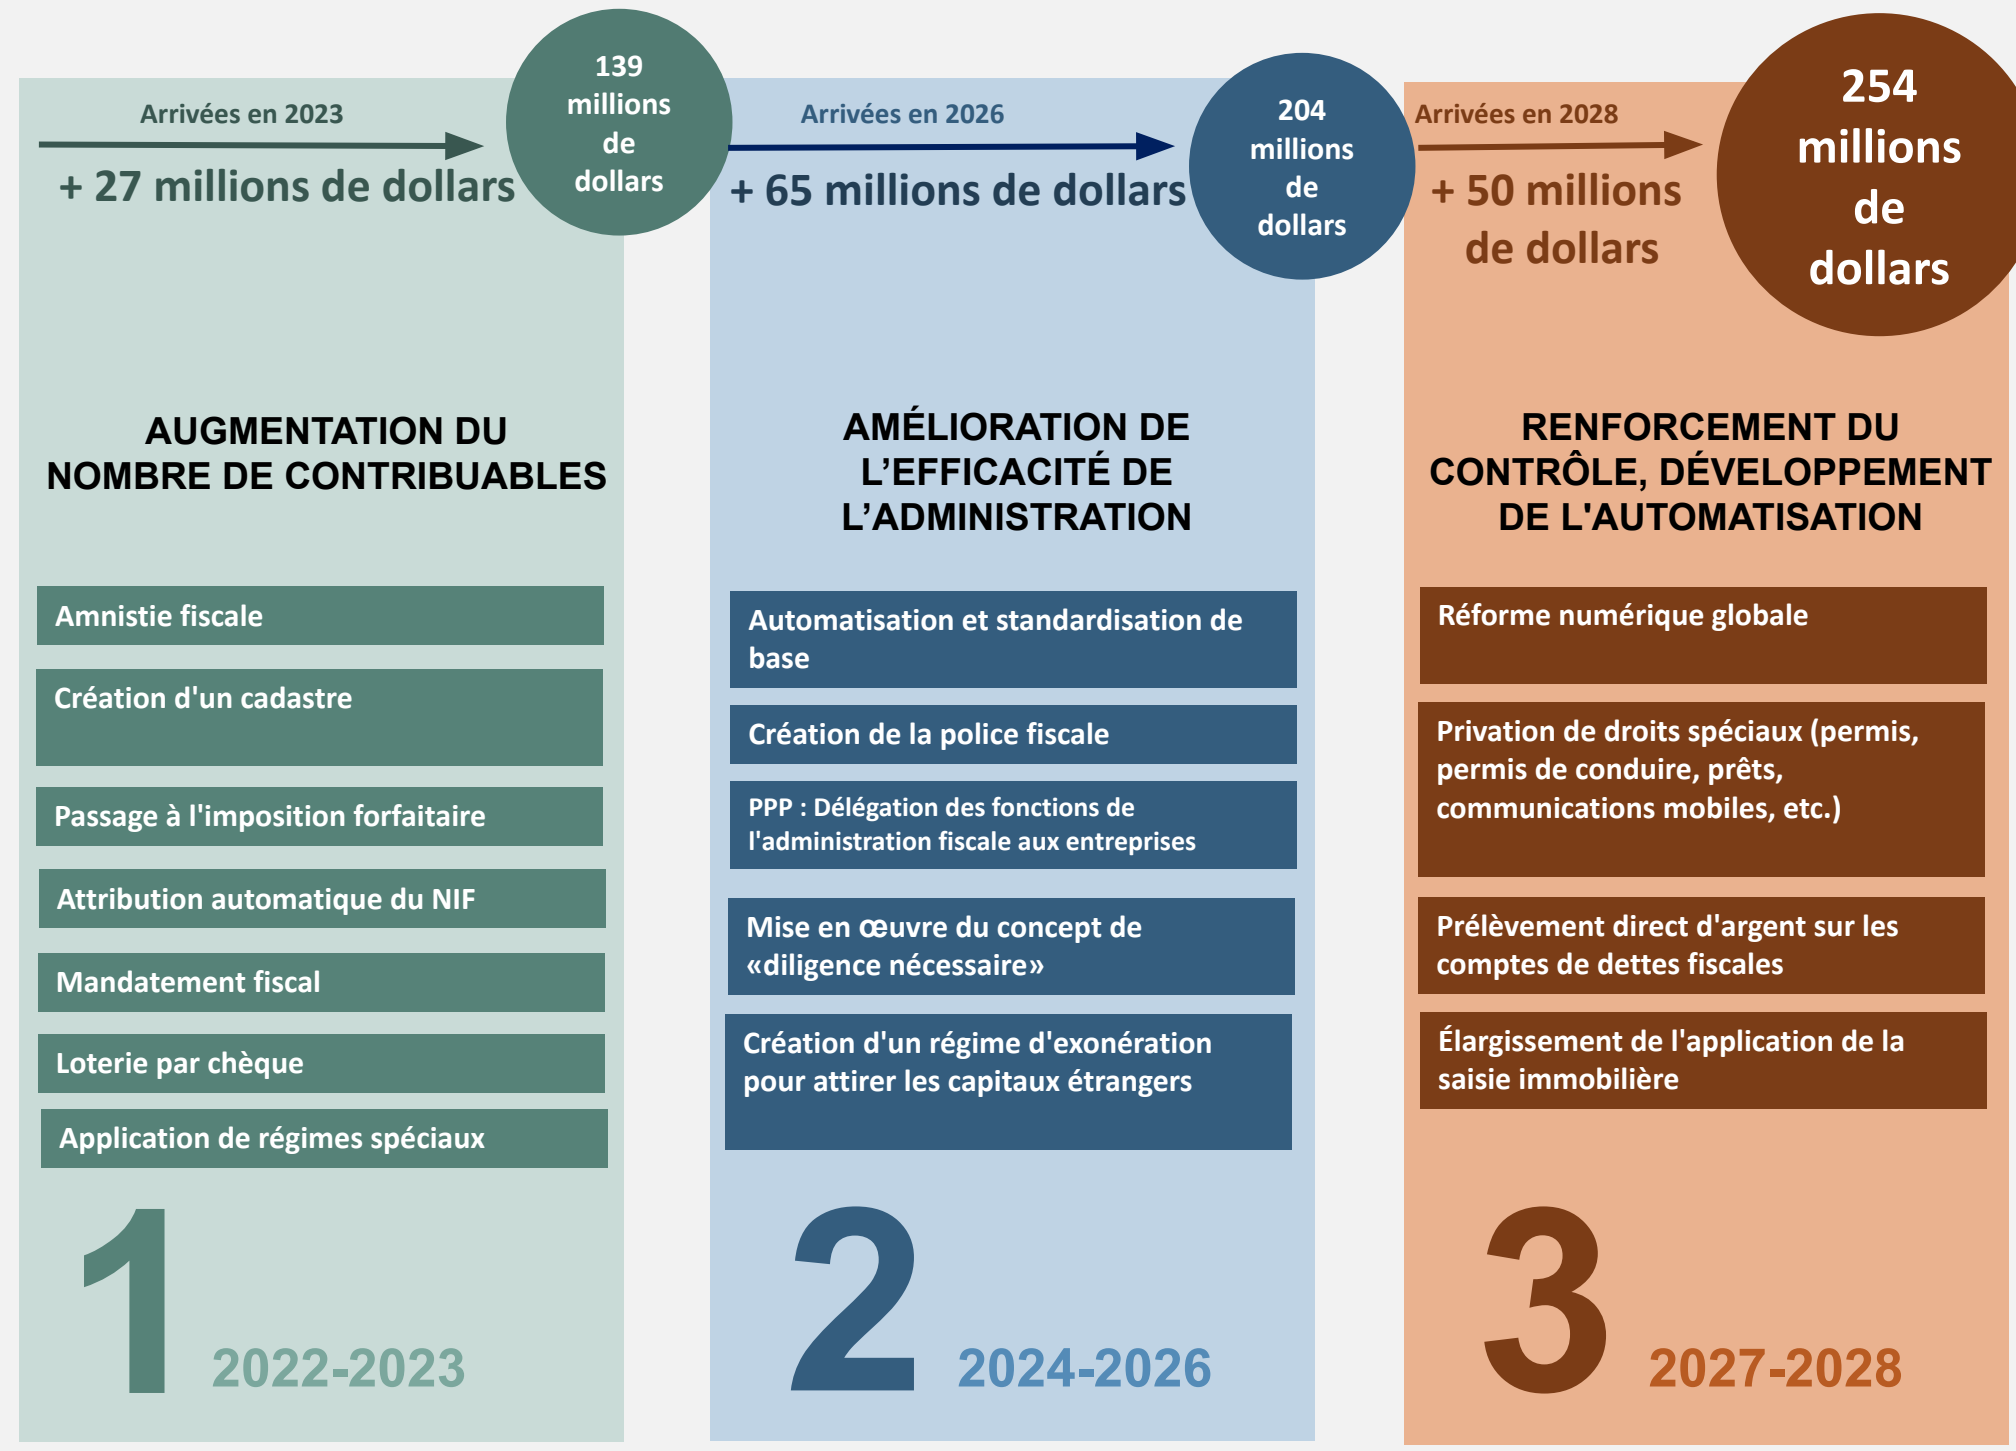 Arrivées en 2023
+ 27 millions de dollars
139
millions
de
dollars
AUGMENTATION DU
NOMBRE DE CONTRIBUABLES
Amnistie fiscale
Création d'un cadastre
Passage à l'imposition forfaitaire
Attribution automatique du NIF
Mandatement fiscal
Loterie par chèque
Application de régimes spéciaux
1
2022-2023
Arrivées en 2026
+ 65 millions de dollars
204
millions
de
dollars
AMÉLIORATION DE
L’EFFICACITÉ DE
L’ADMINISTRATION
Automatisation et standardisation de
base
Création de la police fiscale
PPP : Délégation des fonctions de
l'administration fiscale aux entreprises
Mise en œuvre du concept de
«diligence nécessaire»
Création d'un régime d'exonération
pour attirer les capitaux étrangers
2
2024-2026
Arrivées en 2028
+ 50 millions
de dollars
254
millions
de
dollars
RENFORCEMENT DU
CONTRÔLE, DÉVELOPPEMENT
DE L'AUTOMATISATION
Réforme numérique globale
Privation de droits spéciaux (permis,
permis de conduire, prêts,
communications mobiles, etc.)
Prélèvement direct d'argent sur les
comptes de dettes fiscales
Élargissement de l'application de la
saisie immobilière
3
2027-2028